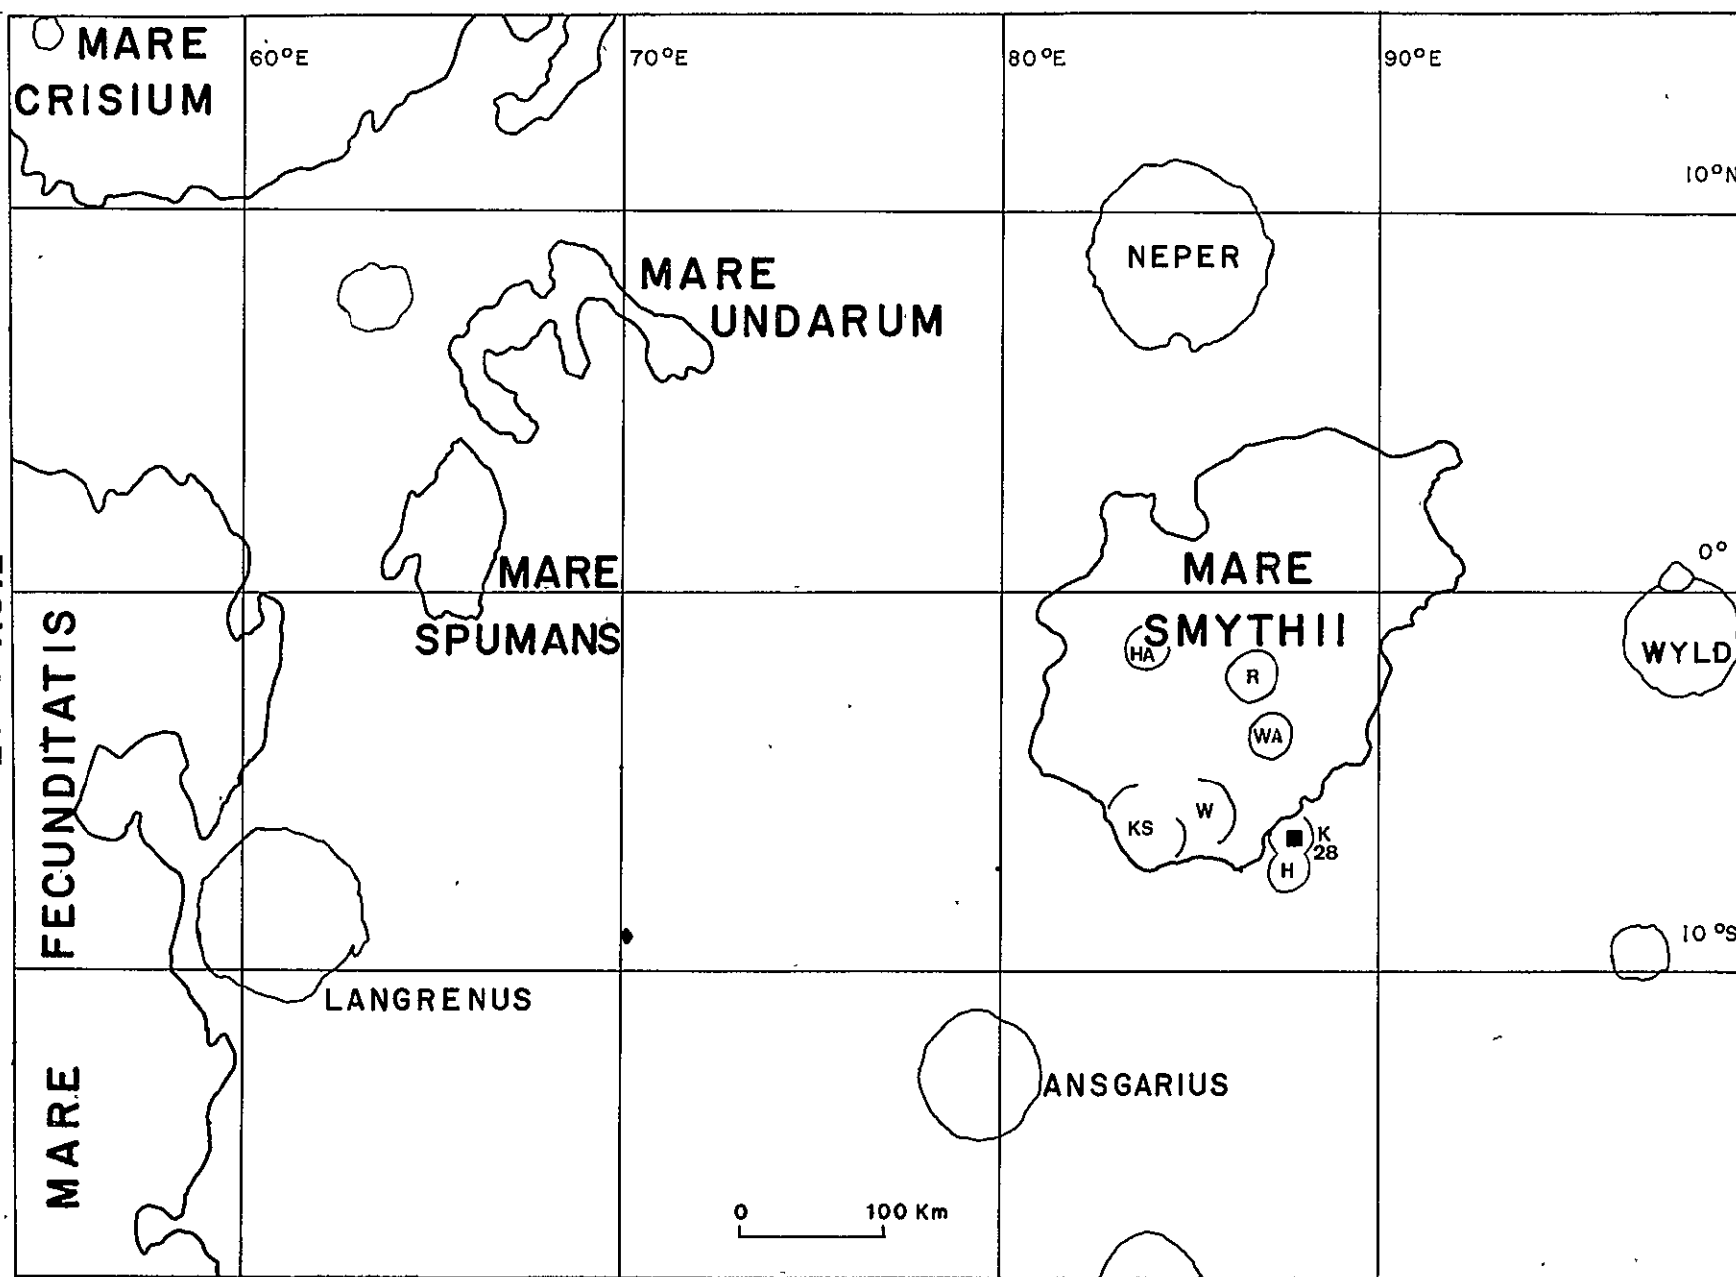 MARE
CRISIUM
60°E
70°E
80°E
90°E
10°N
NEPER
MARE
UNDARUM
MARE
SPUMANS
MARE
SMYTHII
0°
HA
R
WYLD
WA
KS
W
K
28
H
MARE FECUNDITATIS
10°S
LANGRENUS
ANSGARIUS
0 100 Km